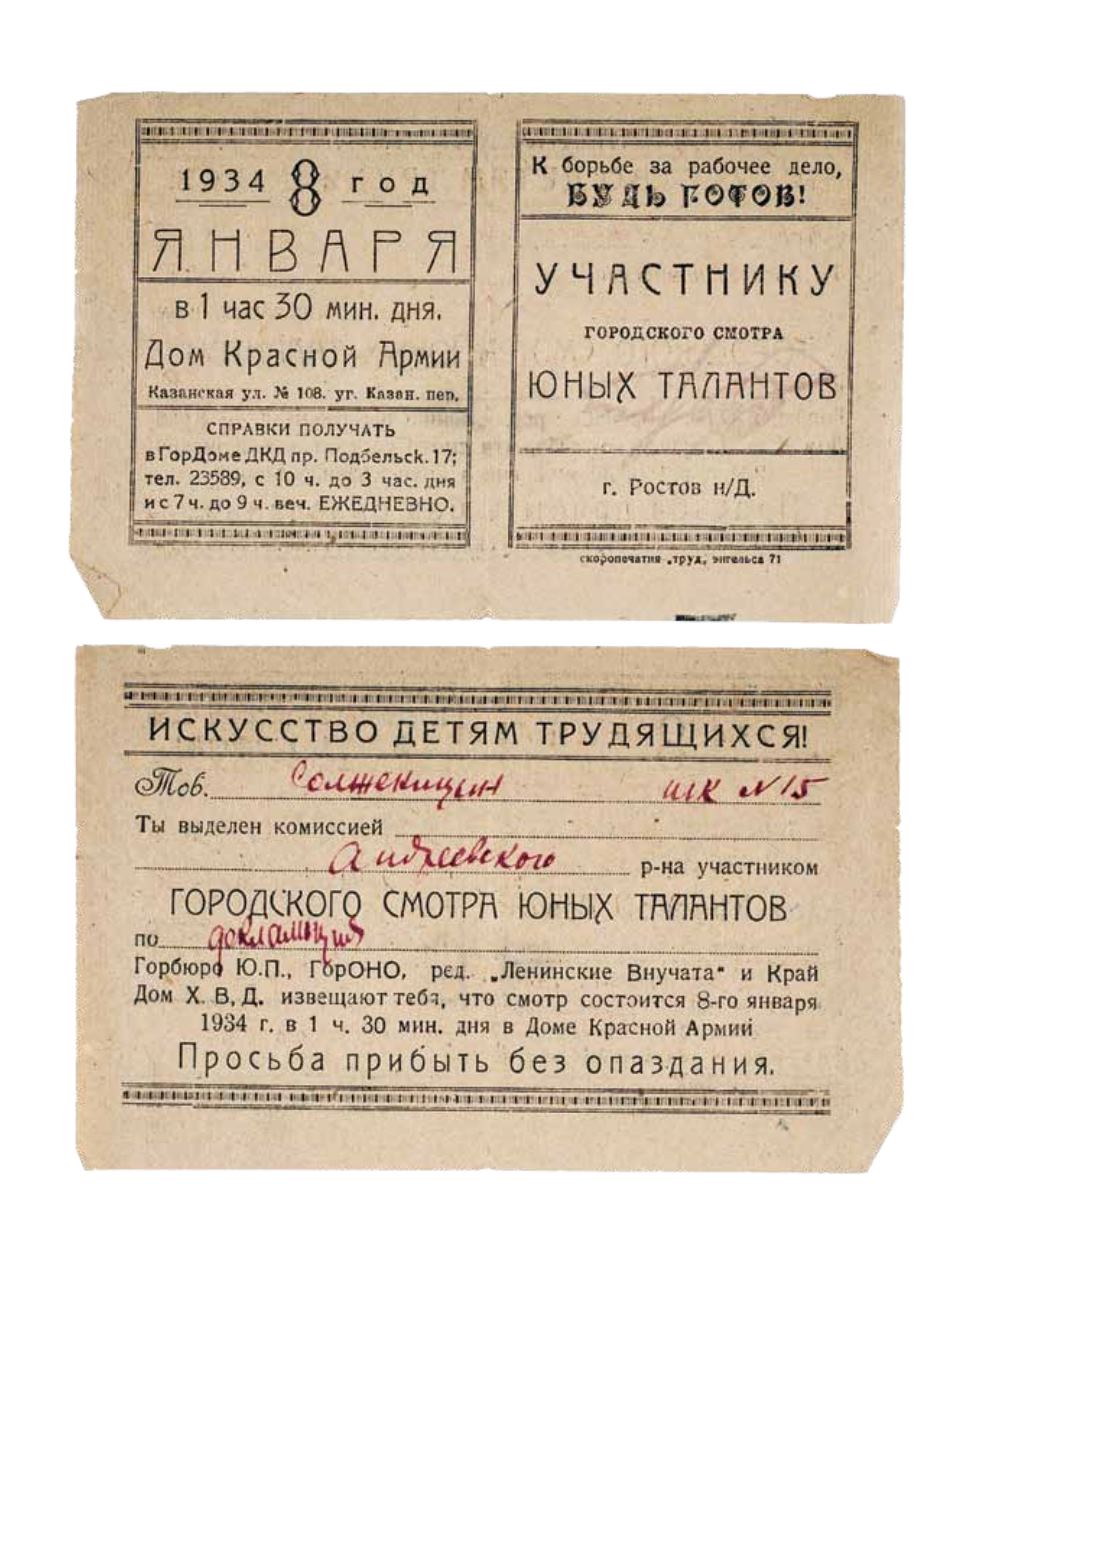 1934 8 год
ЯНВАРЯ
в 1 час 30 мин. дня.
Дом Красной Армии
Казанская ул. № 108. уг. Казан. пер.
СПРАВКИ ПОЛУЧАТЬ
в ГорДоме ДКД пр. Подбельск. 17;
тел. 23589, с 10 ч. до 3 час. дня
и с 7 ч. до 9 ч. веч. ЕЖЕДНЕВНО.
К борьбе за рабочее дело,
БУДЬ ГОТОВ!
УЧАСТНИКУ
ГОРОДСКОГО СМОТРА
ЮНЫХ ТАЛАНТОВ
г. Ростов н/Д.
скоропечатня „труд, энгельса 71
ИСКУССТВО ДЕТЯМ ТРУДЯЩИХСЯ!
Тов. Солженицын шк № 15
Ты выделен комиссией
Андреевского р-на участником
ГОРОДСКОГО СМОТРА ЮНЫХ ТАЛАНТОВ
по декламации
Горбюро Ю.П., ГорОНО, ред. „Ленинские Внучата" и Край
Дом Х. В. Д. извещают тебя, что смотр состоится 8-го января
1934 г. в 1 ч. 30 мин. дня в Доме Красной Армии
Просьба прибыть без опаздания.